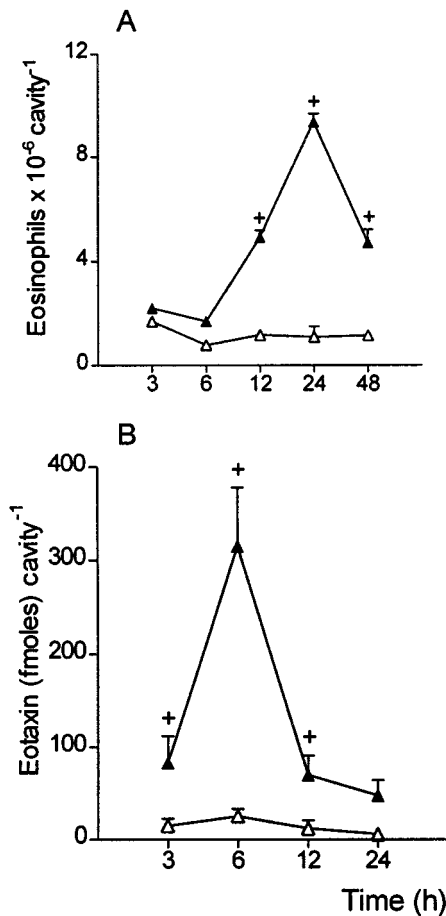 A
Eosinophils x 10⁻⁶ cavity⁻¹
12
8
4
0
+
+
+
3 6 12 24 48
B
Eotaxin (fmoles) cavity⁻¹
400
300
200
100
0
+
+
+
3 6 12 24
Time (h)